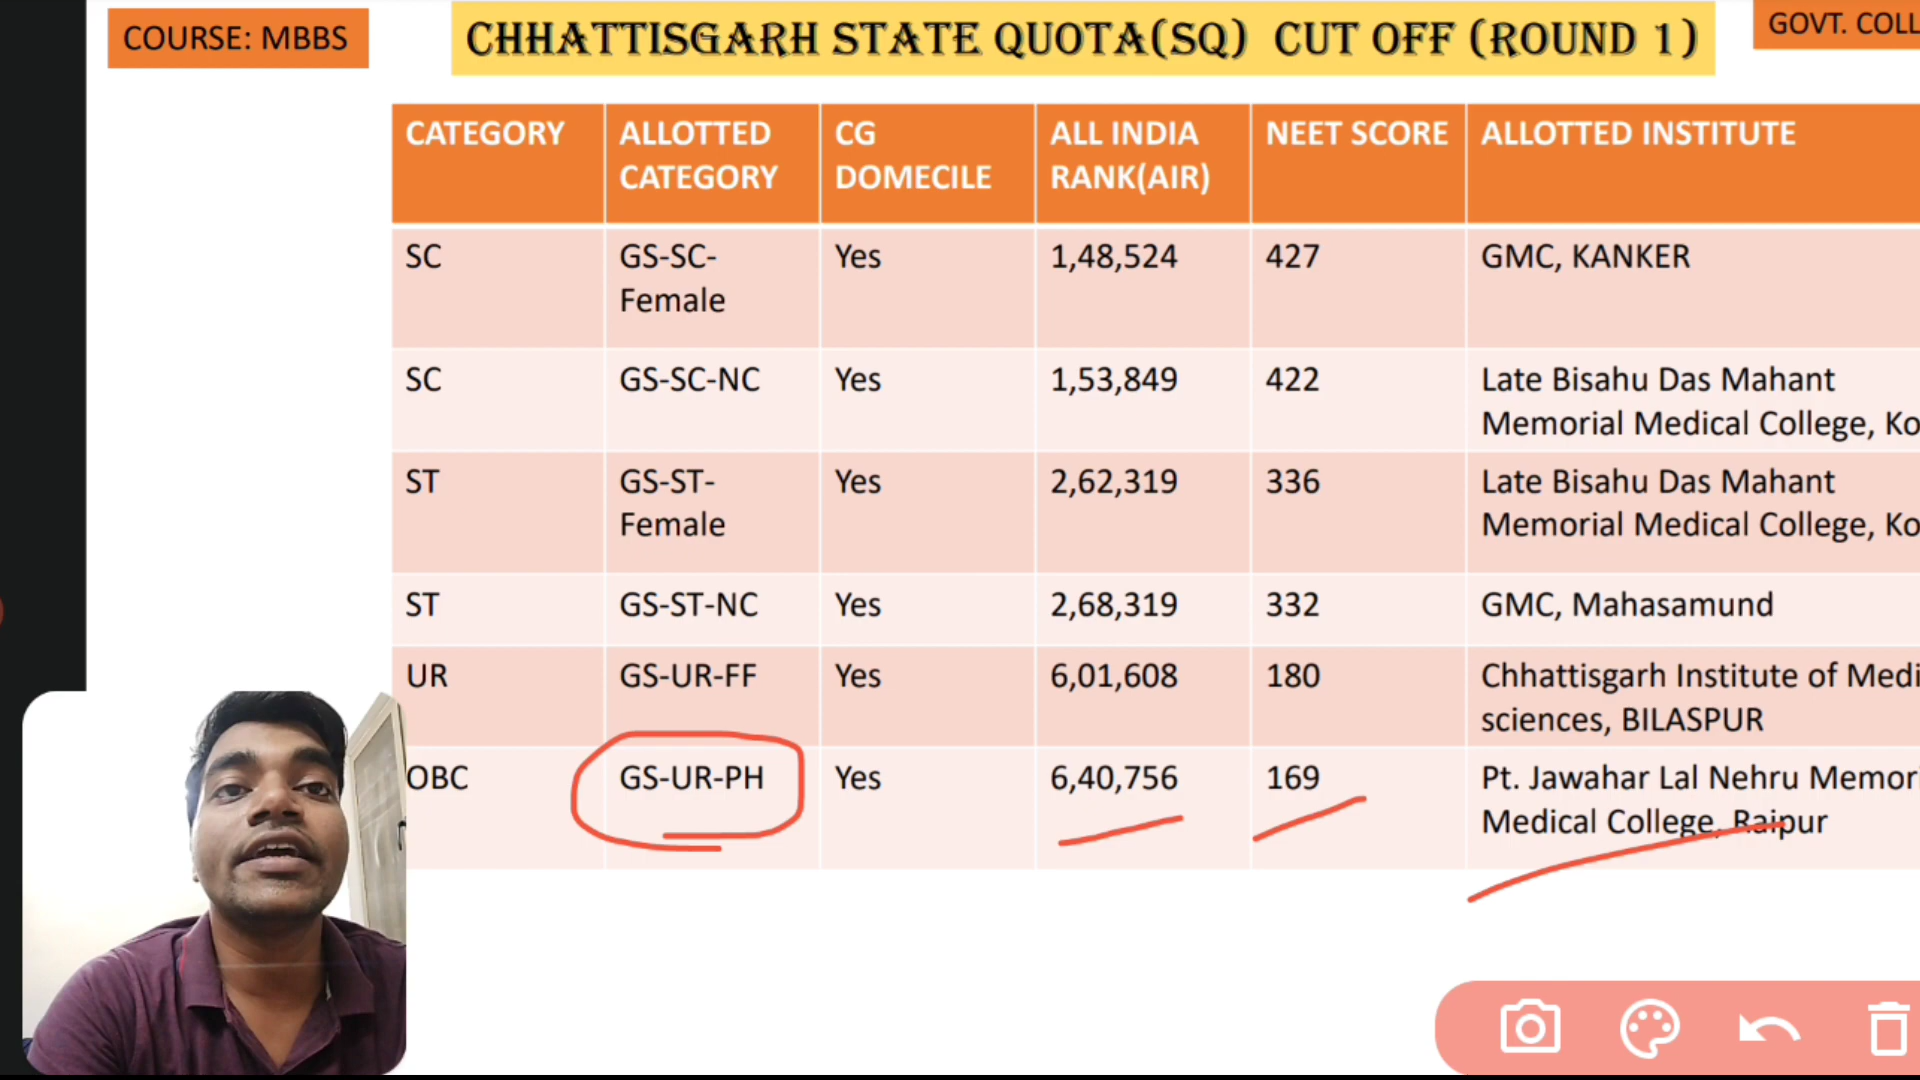 COURSE: MBBS
CHHATTISGARH STATE QUOTA(SQ) CUT OFF (ROUND 1)
GOVT. COLL
CATEGORY ALLOTTED CATEGORY CG DOMECILE ALL INDIA RANK(AIR) NEET SCORE ALLOTTED INSTITUTE
SC GS-SC-Female Yes 1,48,524 427 GMC, KANKER
SC GS-SC-NC Yes 1,53,849 422 Late Bisahu Das Mahant
Memorial Medical College, Ko
ST GS-ST-Female Yes 2,62,319 336 Late Bisahu Das Mahant
Memorial Medical College, Ko
ST GS-ST-NC Yes 2,68,319 332 GMC, Mahasamund
UR GS-UR-FF Yes 6,01,608 180 Chhattisgarh Institute of Medi
sciences, BILASPUR
OBC GS-UR-PH Yes 6,40,756 169 Pt. Jawahar Lal Nehru Memori
Medical College, Raipur